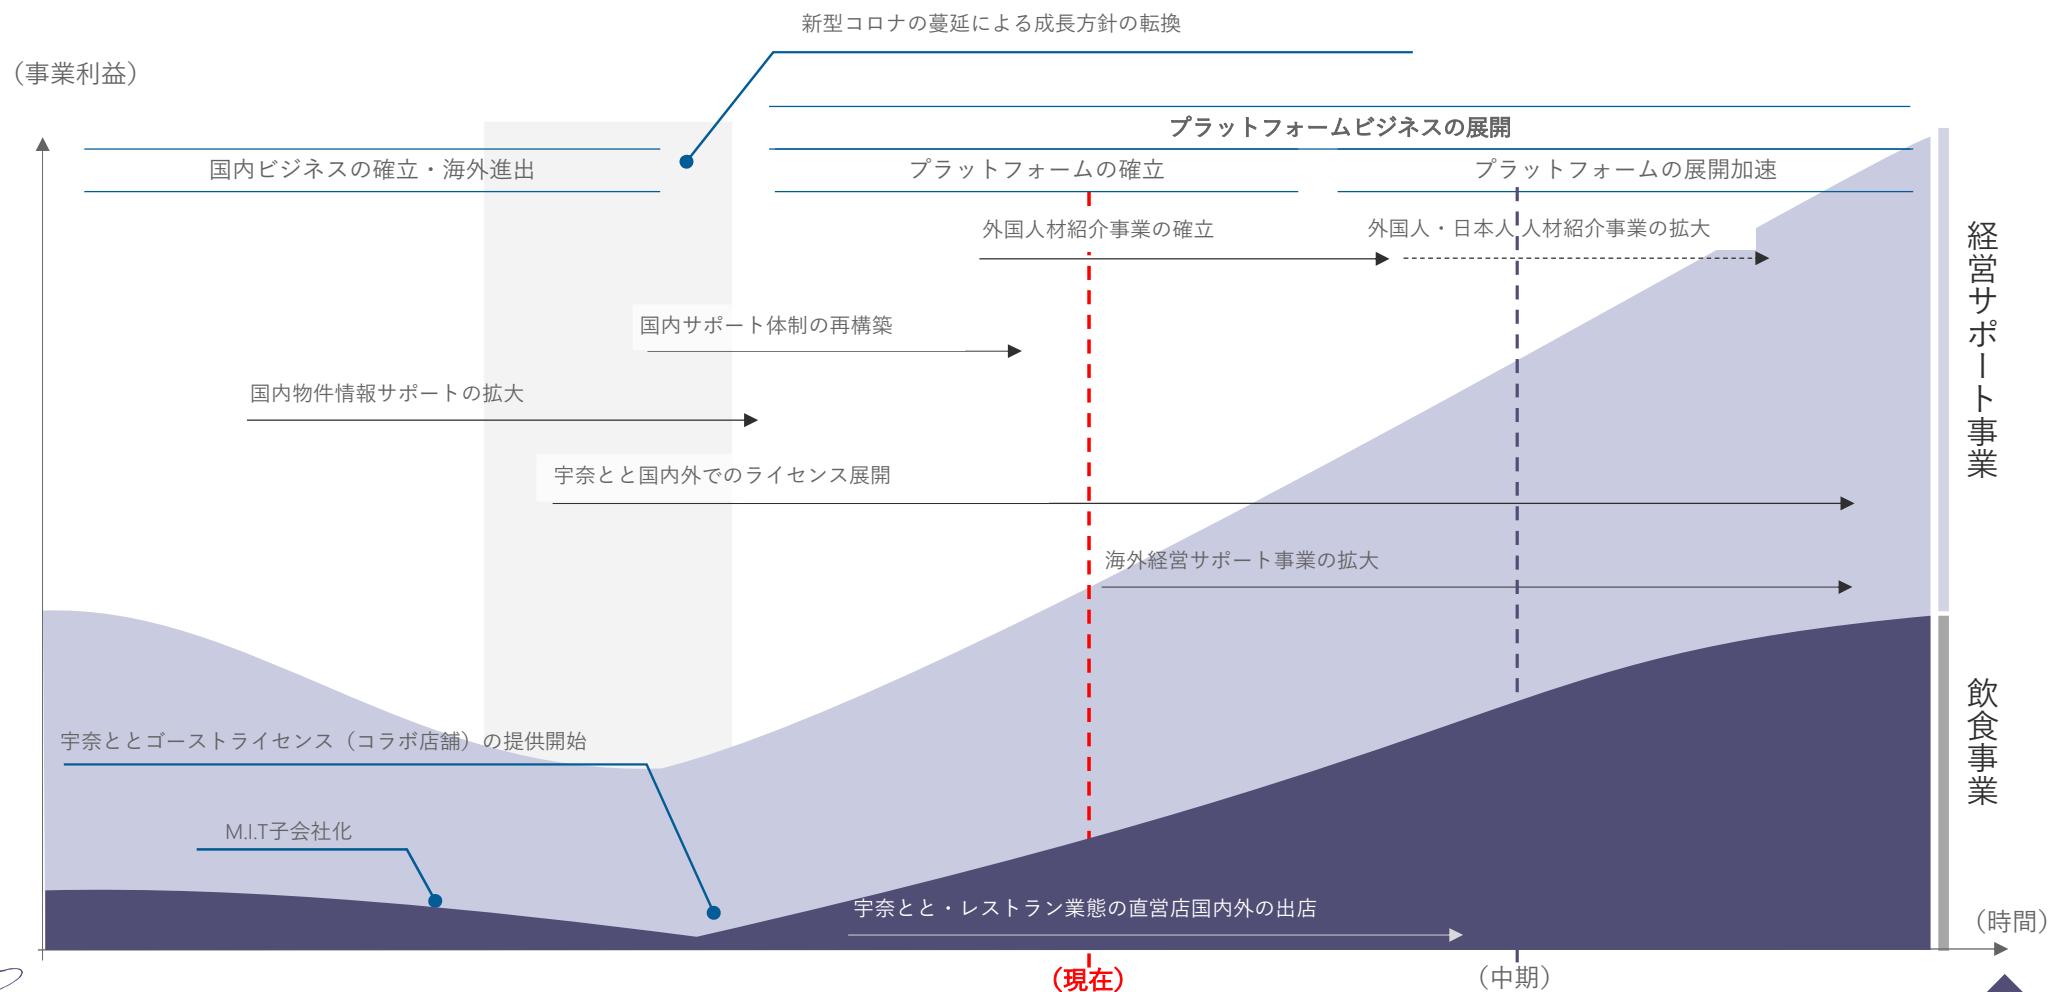 新型コロナの蔓延による成長方針の転換
（事業利益）
プラットフォームビジネスの展開
国内ビジネスの確立・海外進出
プラットフォームの確立
プラットフォームの展開加速
外国人材紹介事業の確立
外国人・日本人 人材紹介事業の拡大
国内サポート体制の再構築
国内物件情報サポートの拡大
宇奈とと国内外でのライセンス展開
海外経営サポート事業の拡大
経営サポート事業
宇奈ととゴーストライセンス（コラボ店舗）の提供開始
M.I.T子会社化
飲食事業
宇奈とと・レストラン業態の直営店国内外の出店
（時間）
（現在）
（中期）